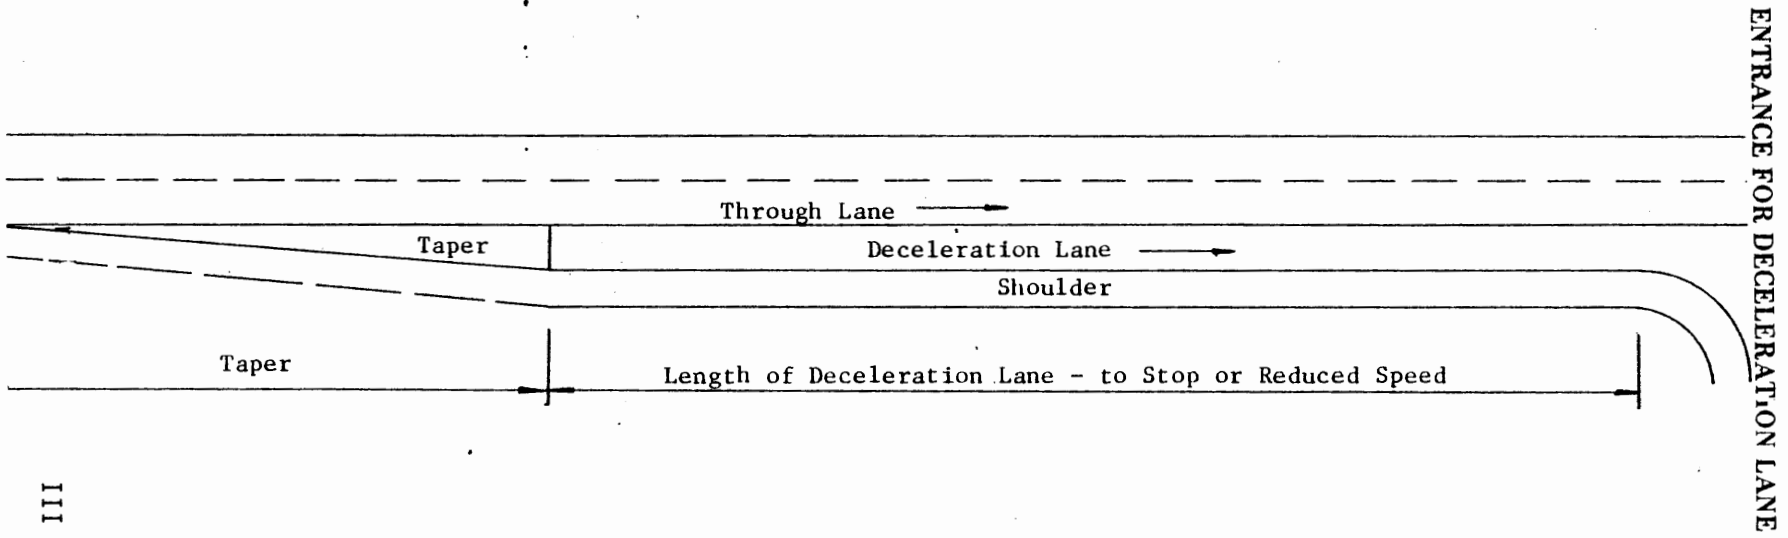 ENTRANCE FOR DECELERATION LANE
Through Lane
Taper
Deceleration Lane
Shoulder
Taper
Length of Deceleration Lane - to Stop or Reduced Speed
III